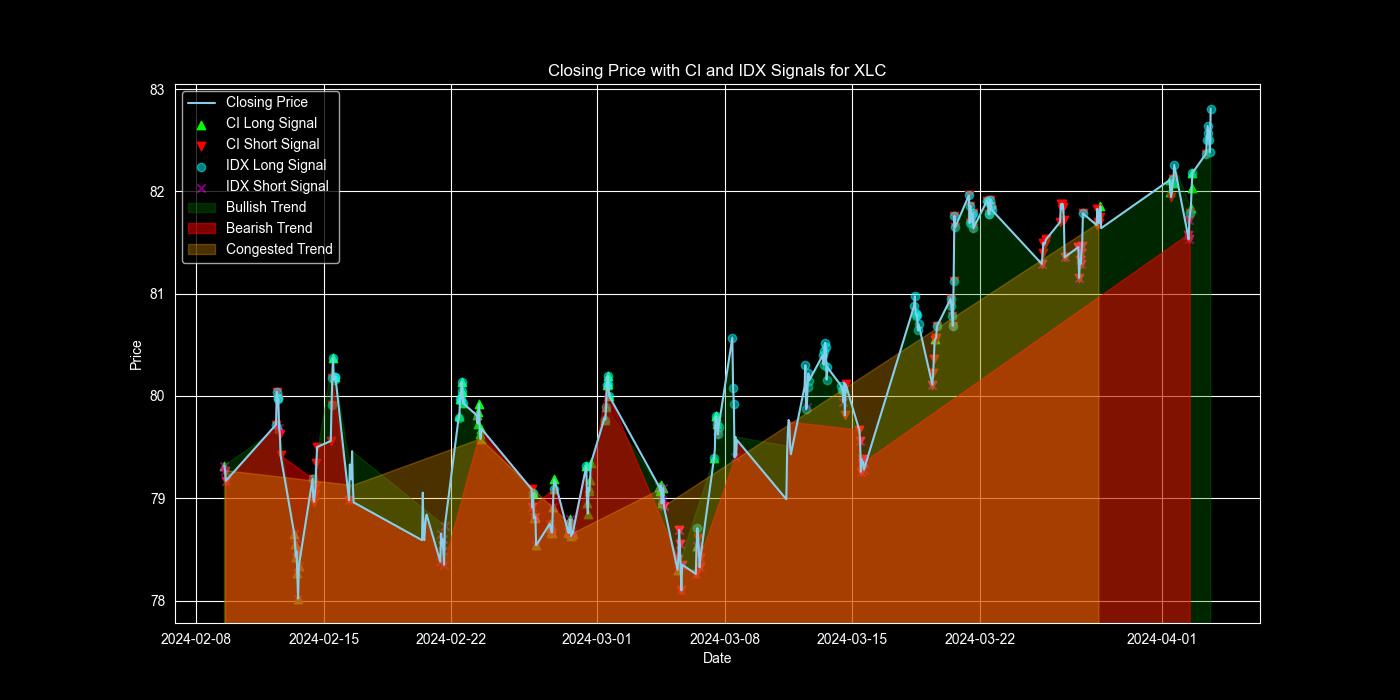 Closing Price with CI and IDX Signals for XLC
83
82
81
80
79
78
Price
Closing Price
CI Long Signal
CI Short Signal
IDX Long Signal
IDX Short Signal
Bullish Trend
Bearish Trend
Congested Trend
2024-02-08
2024-02-15
2024-02-22
2024-03-01
2024-03-08
2024-03-15
2024-03-22
2024-04-01
Date